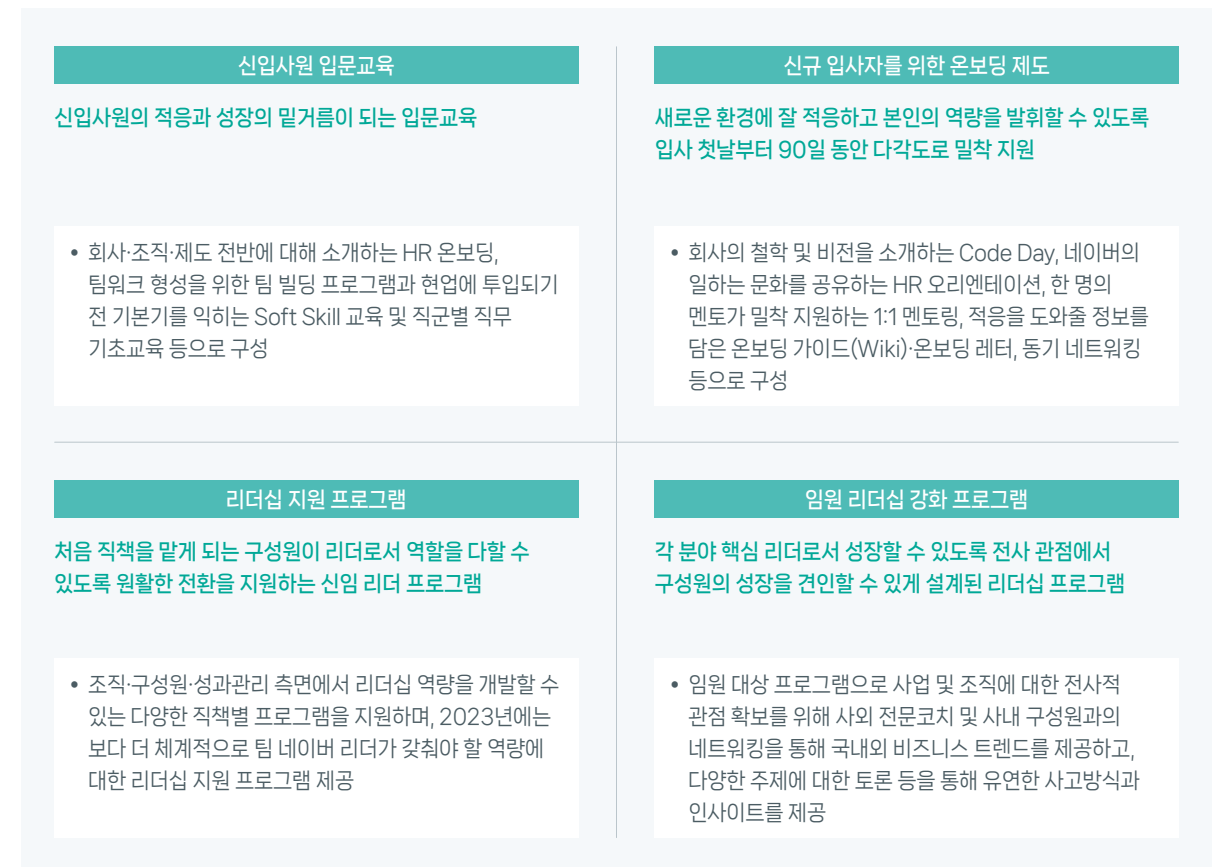 신입사원 입문교육
신입사원의 적응과 성장의 밑거름이 되는 입문교육
• 회사·조직·제도 전반에 대해 소개하는 HR 온보딩,
팀워크 형성을 위한 팀 빌딩 프로그램과 현업에 투입되기
전 기본기를 익히는 Soft Skill 교육 및 직군별 직무
기초교육 등으로 구성
신규 입사자를 위한 온보딩 제도
새로운 환경에 잘 적응하고 본인의 역량을 발휘할 수 있도록
입사 첫날부터 90일 동안 다각도로 밀착 지원
• 회사의 철학 및 비전을 소개하는 Code Day, 네이버의
일하는 문화를 공유하는 HR 오리엔테이션, 한 명의
멘토가 밀착 지원하는 1:1 멘토링, 적응을 도와줄 정보를
담은 온보딩 가이드(Wiki)·온보딩 레터, 동기 네트워킹
등으로 구성
리더십 지원 프로그램
처음 직책을 맡게 되는 구성원이 리더로서 역할을 다할 수
있도록 원활한 전환을 지원하는 신임 리더 프로그램
• 조직·구성원·성과관리 측면에서 리더십 역량을 개발할 수
있는 다양한 직책별 프로그램을 지원하며, 2023년에는
보다 더 체계적으로 팀 네이버 리더가 갖춰야 할 역량에
대한 리더십 지원 프로그램 제공
임원 리더십 강화 프로그램
각 분야 핵심 리더로서 성장할 수 있도록 전사 관점에서
구성원의 성장을 견인할 수 있게 설계된 리더십 프로그램
• 임원 대상 프로그램으로 사업 및 조직에 대한 전사적
관점 확보를 위해 사외 전문코치 및 사내 구성원과의
네트워킹을 통해 국내외 비즈니스 트렌드를 제공하고,
다양한 주제에 대한 토론 등을 통해 유연한 사고방식과
인사이트를 제공